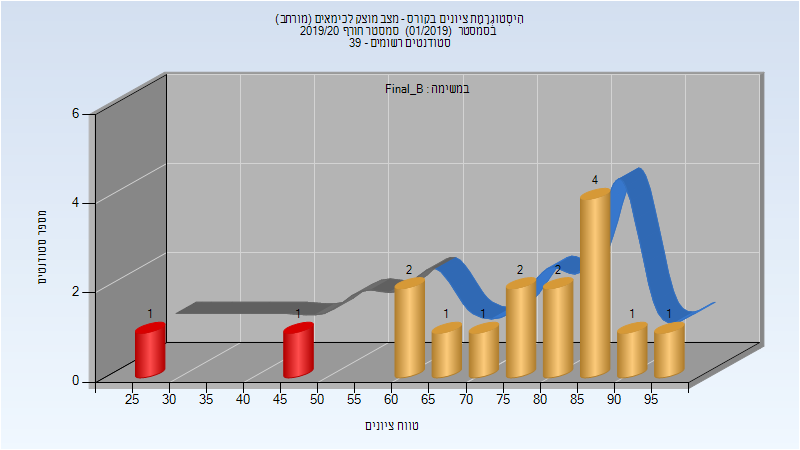 היסטוגרמת ציונים בקורס - מצב מוצק לכימאים (מורחב)
בסמסטר (01/2019) סמסטר חורף 2019/20
סטודנטים רשומים - 39
במשימה : Final_B
מספר סטודנטים
6
4
2
0
1 1 2 1 1 2 2 4 1 1
25 30 35 40 45 50 55 60 65 70 75 80 85 90 95
טווח ציונים